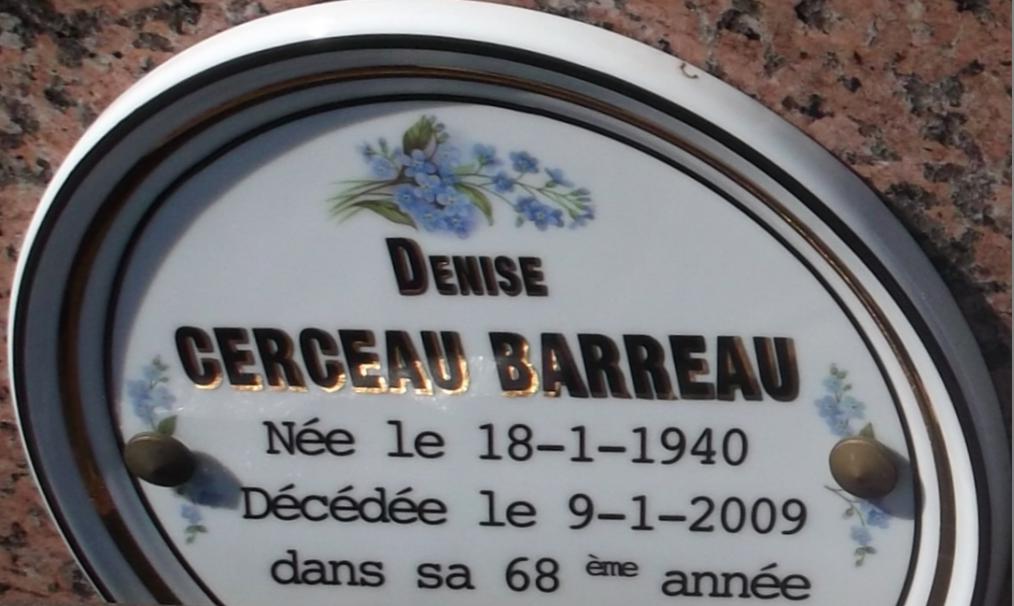 Denise
CERCEAU BARREAU
Née le 18-1-1940
Décédée le 9-1-2009
dans sa 68 ème année